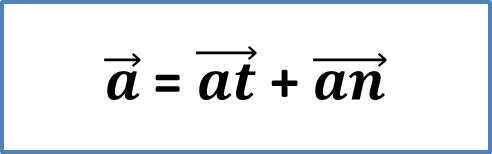 a⃗ = at⃗ + an⃗